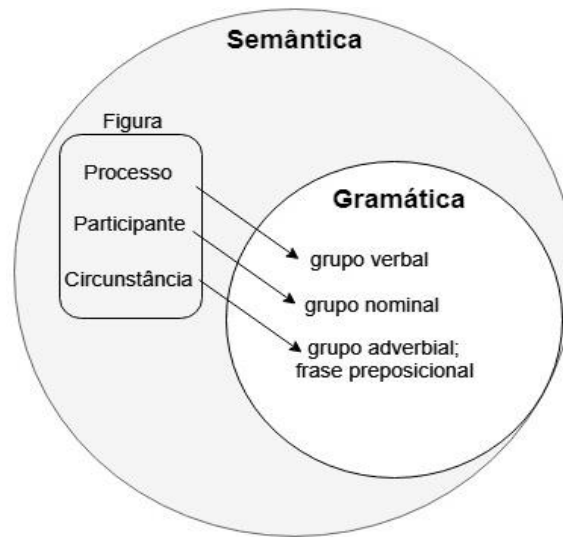 Semântica
Figura
Processo
Participante
Circunstância
Gramática
grupo verbal
grupo nominal
grupo adverbial;
frase preposicional